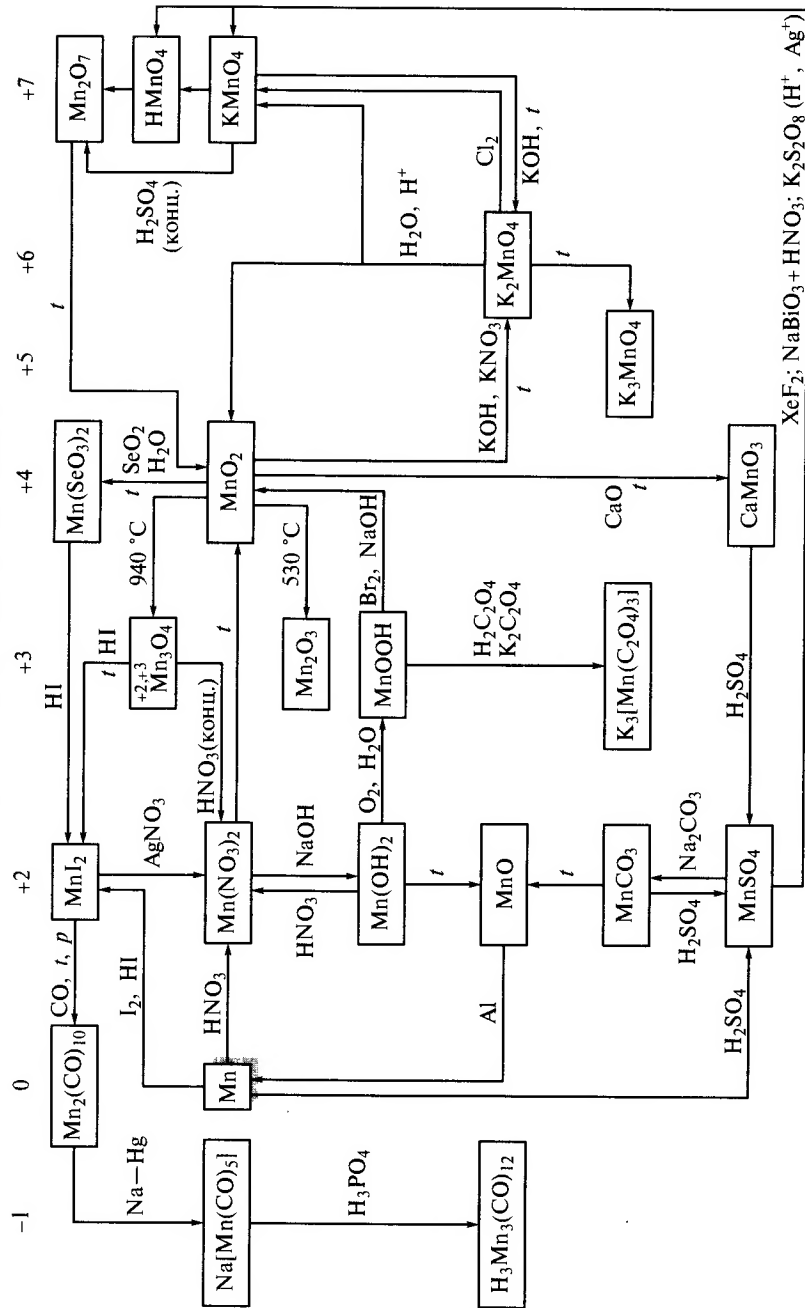 −1 0 +2 +3 +4 +5 +6 +7
Mn₂(CO)₁₀
CO, t, p
MnI₂
HI
Mn(SeO₃)₂
t
Mn₂O₇
Na—Hg
I₂, HI
AgNO₃
t HI
+2,+3
Mn₃O₄
940 °C
t SeO₂
H₂O
H₂SO₄
(конц.)
HMnO₄
HNO₃(конц.)
Na[Mn(CO)₅]
Mn
HNO₃
Mn(NO₃)₂
t
MnO₂
KMnO₄
Mn₂O₃
530 °C
H₂O, H⁺
H₃PO₄
HNO₃
NaOH
Br₂, NaOH
Cl₂
Mn(OH)₂
O₂, H₂O
MnOOH
KOH, KNO₃
t
K₂MnO₄
KOH, t
H₃Mn₃(CO)₁₂
Al
MnO
t
H₂C₂O₄
K₂C₂O₄
t
t
K₃[Mn(C₂O₄)₃]
CaO
t
K₃MnO₄
MnCO₃
H₂SO₄
Na₂CO₃
H₂SO₄
MnSO₄
H₂SO₄
CaMnO₃
XeF₂; NaBiO₃ + HNO₃; K₂S₂O₈ (H⁺, Ag⁺)